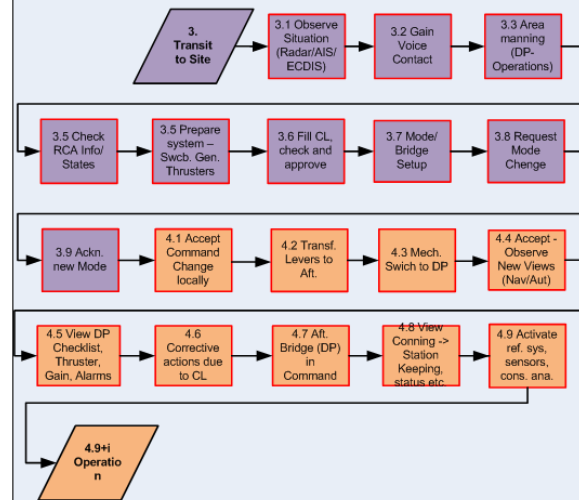 3.
Transit
to Site
3.1 Observe
Situation
(Radar/AIS/
ECDIS)
3.2 Gain
Voice
Contact
3.3 Area
manning
(DP-
Operations)
3.5 Check
RCA Info/
States
3.5 Prepare
system –
Swcb. Gen.
Thrusters
3.6 Fill CL,
check and
approve
3.7 Mode/
Bridge
Setup
3.8 Request
Mode
Change
3.9 Ackn.
new Mode
4.1 Accept
Command
Change
locally
4.2 Transf.
Levers to
Aft.
4.3 Mech.
Swich to DP
4.4 Accept -
Observe
New Views
(Nav/Aut)
4.5 View DP
Checklist,
Thruster,
Gain, Alarms
4.6
Corrective
actions due
to CL
4.7 Aft.
Bridge (DP)
in
Command
4.8 View
Conning ->
Station
Keeping,
status etc
4.9 Activate
ref. sys,
sensors,
cons. ana.
4.9+i
Operatio
n